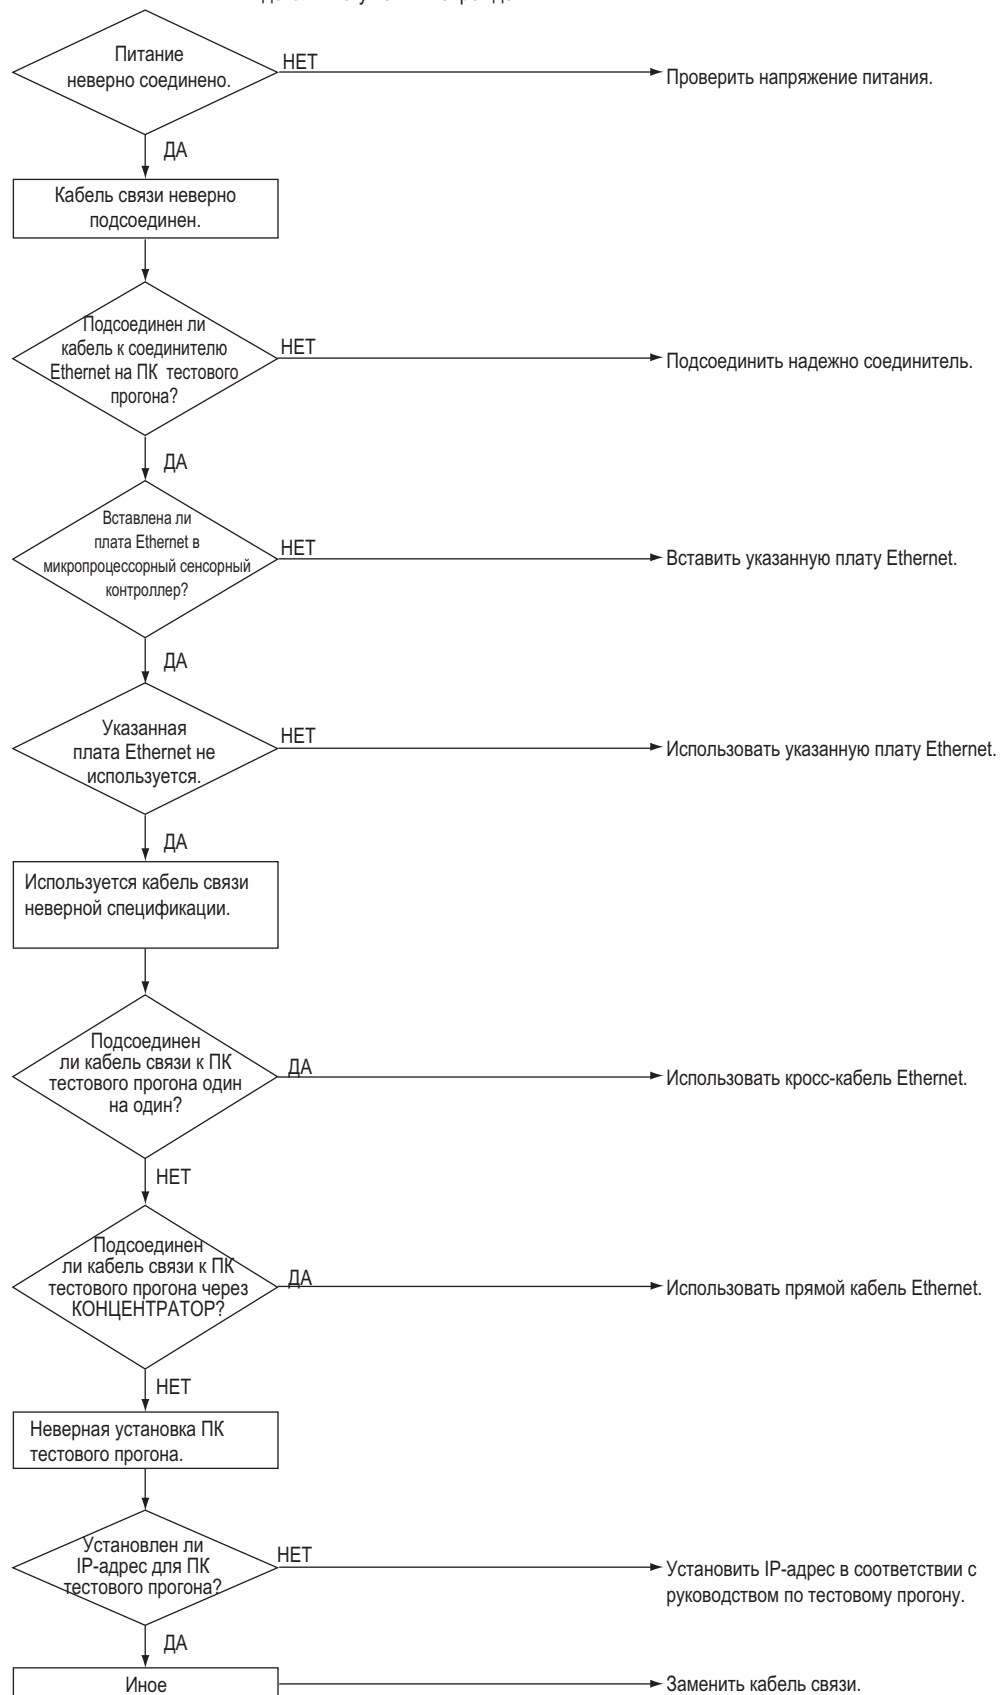 Питание
неверно соединено.
НЕТ
Проверить напряжение питания.
ДА
Кабель связи неверно
подсоединен.
Подсоединен ли
кабель к соединителю
Ethernet на ПК тестового
прогона?
НЕТ
Подсоединить надежно соединитель.
ДА
Вставлена ли
плата Ethernet в
микропроцессорный сенсорный
контроллер?
НЕТ
Вставить указанную плату Ethernet.
ДА
Указанная
плата Ethernet не
используется.
НЕТ
Использовать указанную плату Ethernet.
ДА
Используется кабель связи
неверной спецификации.
Подсоединен
ли кабель связи к ПК
тестового прогона один
на один?
ДА
Использовать кросс-кабель Ethernet.
НЕТ
Подсоединен
ли кабель связи к ПК
тестового прогона через
КОНЦЕНТРАТОР?
ДА
Использовать прямой кабель Ethernet.
НЕТ
Неверная установка ПК
тестового прогона.
Установлен ли
IP-адрес для ПК
тестового прогона?
НЕТ
Установить IP-адрес в соответствии с
руководством по тестовому прогону.
ДА
Иное
Заменить кабель связи.